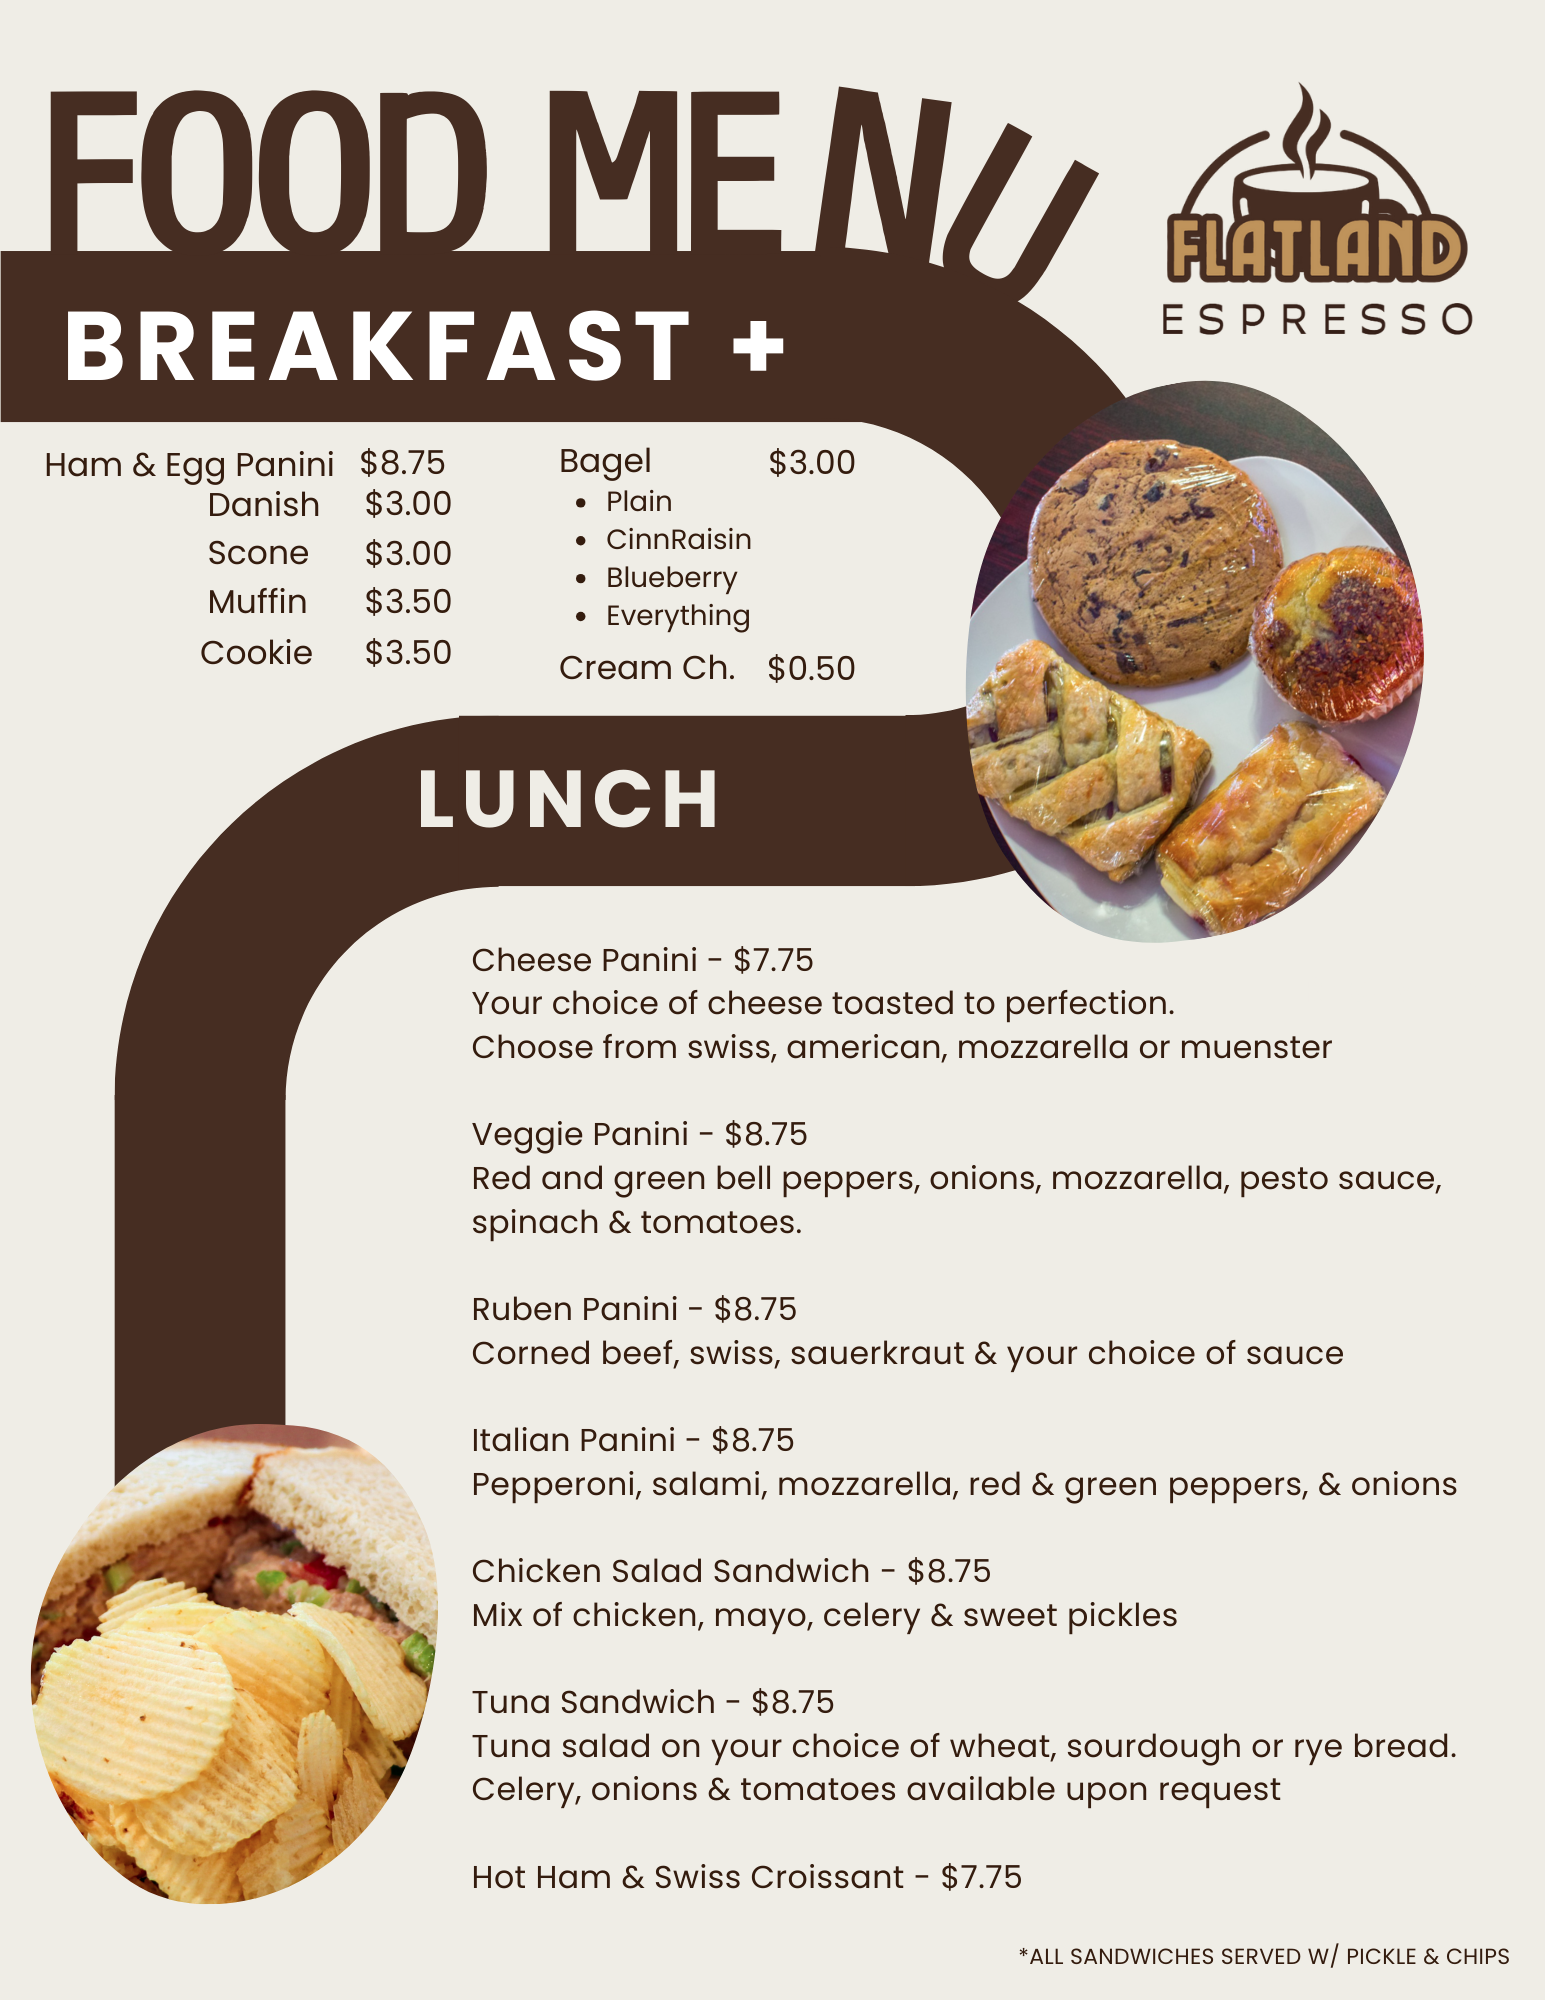 FOOD MENU
FLATLAND
ESPRESSO
BREAKFAST +
Ham & Egg Panini $8.75
Danish $3.00
Scone $3.00
Muffin $3.50
Cookie $3.50
Bagel $3.00
• Plain
• CinnRaisin
• Blueberry
• Everything
Cream Ch. $0.50
LUNCH
Cheese Panini - $7.75
Your choice of cheese toasted to perfection.
Choose from swiss, american, mozzarella or muenster
Veggie Panini - $8.75
Red and green bell peppers, onions, mozzarella, pesto sauce,
spinach & tomatoes.
Ruben Panini - $8.75
Corned beef, swiss, sauerkraut & your choice of sauce
Italian Panini - $8.75
Pepperoni, salami, mozzarella, red & green peppers, & onions
Chicken Salad Sandwich - $8.75
Mix of chicken, mayo, celery & sweet pickles
Tuna Sandwich - $8.75
Tuna salad on your choice of wheat, sourdough or rye bread.
Celery, onions & tomatoes available upon request
Hot Ham & Swiss Croissant - $7.75
*ALL SANDWICHES SERVED W/ PICKLE & CHIPS